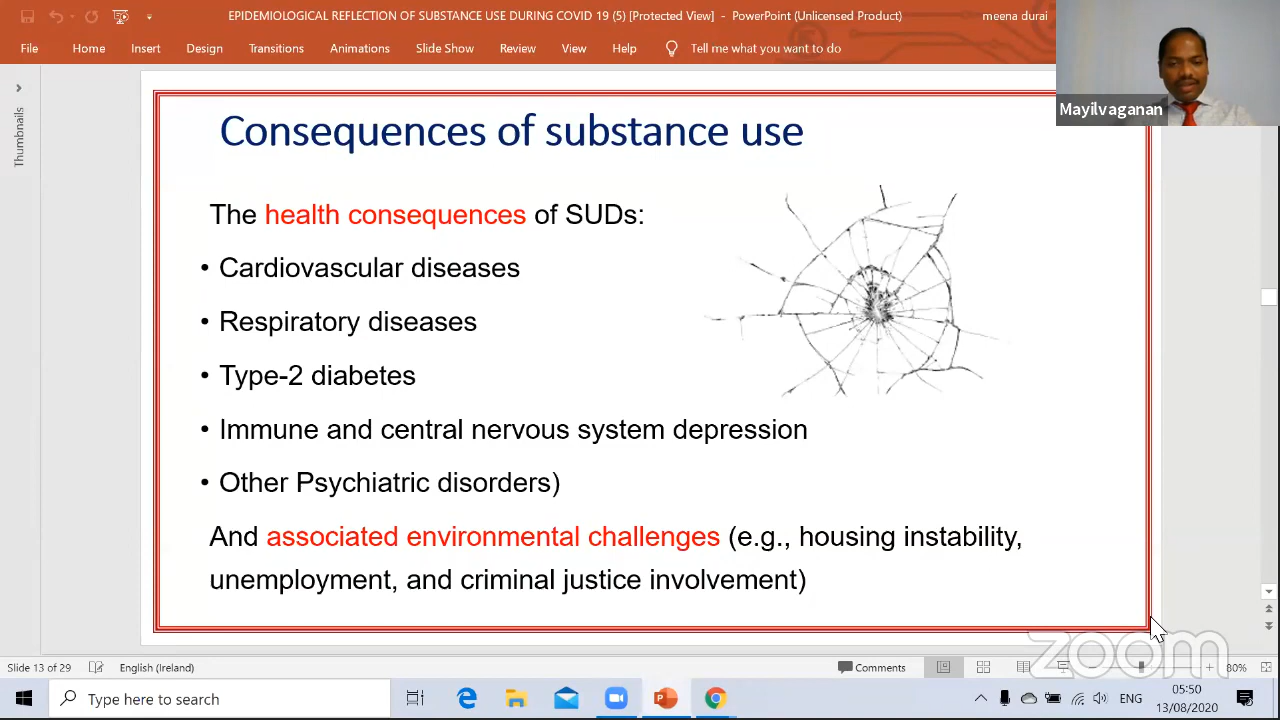 EPIDEMIOLOGICAL REFLECTION OF SUBSTANCE USE DURING COVID 19 (5) [Protected View] - PowerPoint (Unlicensed Product)
meena durai
File Home Insert Design Transitions Animations Slide Show Review View Help Tell me what you want to do
Mayilvaganan
Thumbnails
Consequences of substance use
The health consequences of SUDs:
• Cardiovascular diseases
• Respiratory diseases
• Type-2 diabetes
• Immune and central nervous system depression
• Other Psychiatric disorders)
And associated environmental challenges (e.g., housing instability,
unemployment, and criminal justice involvement)
zoom
Slide 13 of 29 English (Ireland) Comments 80%
Type here to search
ENG
05:50
13/08/2020